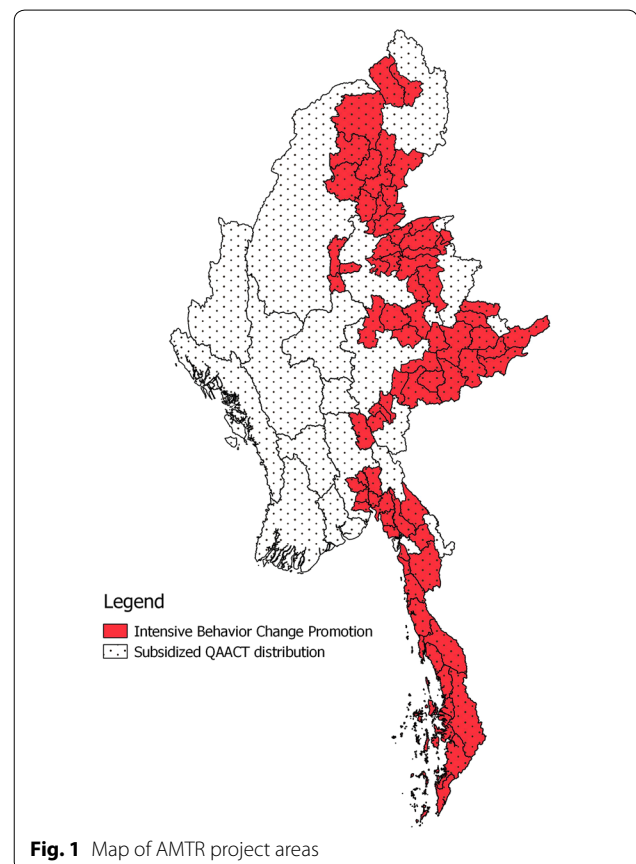 Legend
Intensive Behavior Change Promotion
Subsidized QAACT distribution
Fig. 1 Map of AMTR project areas